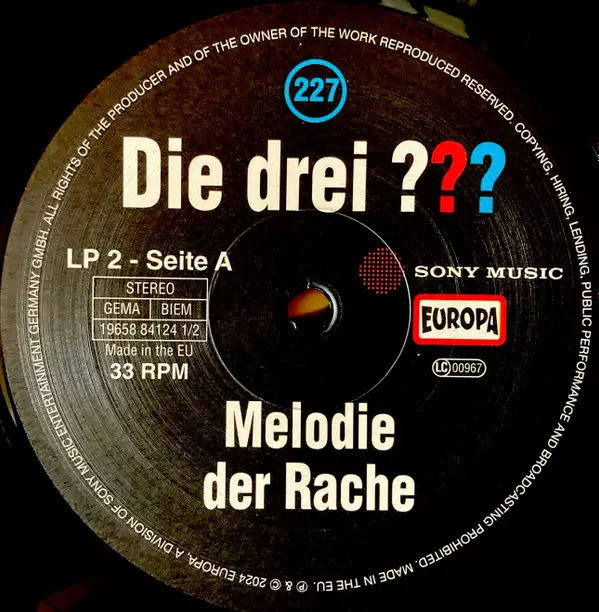 227
Die drei ???
LP 2 - Seite A
STEREO
GEMA BIEM
19658 84124 1/2
Made in the EU
33 RPM
SONY MUSIC
EUROPA
LC 00967
Melodie
der Rache
℗ & © 2024 EUROPA, A DIVISION OF SONY MUSIC ENTERTAINMENT GERMANY GMBH. ALL RIGHTS OF THE PRODUCER AND OF THE OWNER OF THE WORK REPRODUCED RESERVED. COPYING, HIRING, LENDING, PUBLIC PERFORMANCE AND BROADCASTING PROHIBITED. MADE IN THE EU.